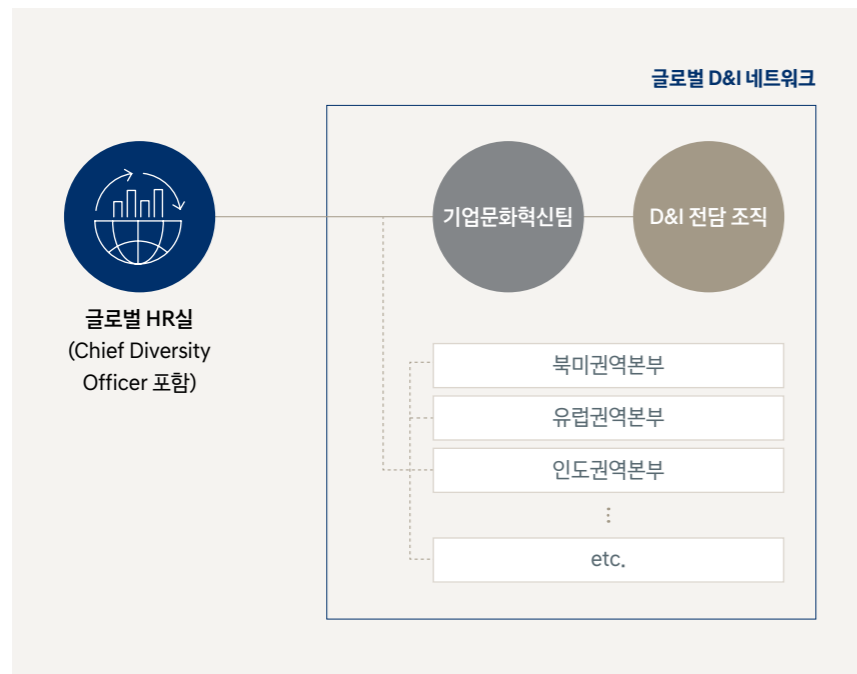 글로벌 D&I 네트워크
기업문화혁신팀
D&I 전담 조직
글로벌 HR실
(Chief Diversity
Officer 포함)
북미권역본부
유럽권역본부
인도권역본부
⋮
etc.